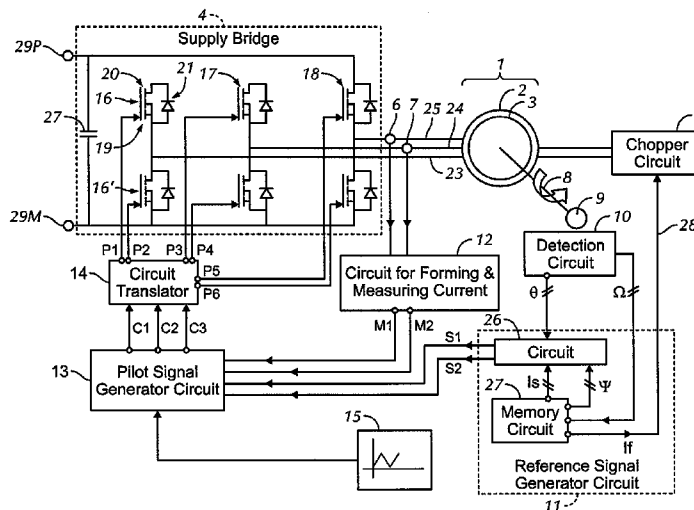 4
Supply Bridge
29P
20
21
17
18
16
27
19
16'
29M
1
2
3
6
7
25
24
23
8
9
Chopper
Circuit
28
10
Detection
Circuit
θ
Ω
P1
P2
P3
P4
P5
P6
14
Circuit
Translator
12
Circuit for Forming &
Measuring Current
M1
M2
C1
C2
C3
S1
S2
26
Circuit
13
Pilot Signal
Generator Circuit
Is
Ψ
27
Memory
Circuit
If
15
Reference Signal
Generator Circuit
11